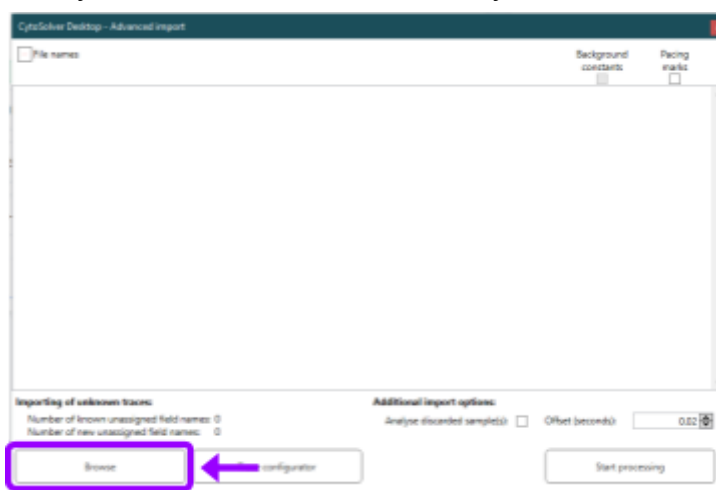 CytoSolver Desktop - Advanced import
File names
Background constants
Pacing marks
Importing of unknown traces:
Number of known unassigned field names: 0
Number of new unassigned field names: 0
Additional import options:
Analyse discarded sample(s):
Offset (seconds):
0.02
Browse
configurator
Start processing